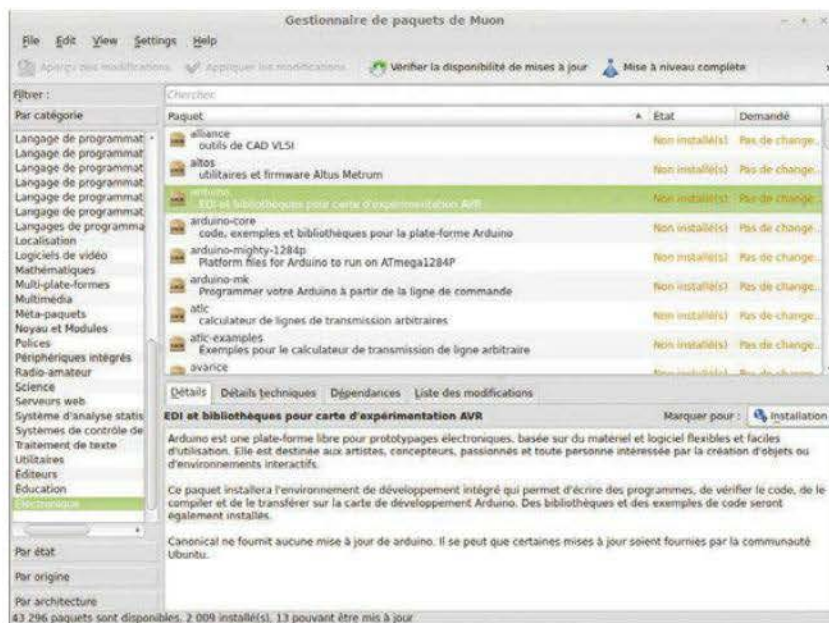 Gestionnaire de paquets de Muon
File Edit View Settings Help
Aperçu des modifications Appliquer les modifications Vérifier la disponibilité de mises à jour Mise à niveau complète
Filtrer :
Chercher
Par catégorie
Paquet État Demandé
Langage de programmat
Langage de programmat
Langage de programmat
Langage de programmat
Langage de programmat
Langage de programmat
Langages de programma
Localisation
Logiciels de vidéo
Mathématiques
Multi-plate-formes
Multimédia
Méta-paquets
Noyau et Modules
Polices
Périphériques intégrés
Radio-amateur
Science
Serveurs web
Système d'analyse statis
Systèmes de contrôle de
Traitement de texte
Utilitaires
Éditeurs
Éducation
Électronique
Par état
Par origine
Par architecture
alliance
outils de CAD VLSI
Non installé(s) Pas de change...
altos
utilitaires et firmware Altus Metrum
Non installé(s) Pas de change...
arduino
EDI et bibliothèques pour carte d'expérimentation AVR
Non installé(s) Pas de change...
arduino-core
code, exemples et bibliothèques pour la plate-forme Arduino
Non installé(s) Pas de change...
arduino-mighty-1284p
Platform files for Arduino to run on ATmega1284P
Non installé(s) Pas de change...
arduino-mk
Programmer votre Arduino à partir de la ligne de commande
Non installé(s) Pas de change...
atlc
calculateur de lignes de transmission arbitraires
Non installé(s) Pas de change...
atlc-examples
Exemples pour le calculateur de transmission de ligne arbitraire
Non installé(s) Pas de change...
avarice
Détails Détails techniques Dépendances Liste des modifications
EDI et bibliothèques pour carte d'expérimentation AVR Marquer pour : Installation
Arduino est une plate-forme libre pour prototypages électroniques, basée sur du matériel et logiciel flexibles et faciles
d'utilisation. Elle est destinée aux artistes, concepteurs, passionnés et toute personne intéressée par la création d'objets ou
d'environnements interactifs.
Ce paquet installera l'environnement de développement intégré qui permet d'écrire des programmes, de vérifier le code, de le
compiler et de le transférer sur la carte de développement Arduino. Des bibliothèques et des exemples de code seront
également installés.
Canonical ne fournit aucune mise à jour de arduino. Il se peut que certaines mises à jour soient fournies par la communauté
Ubuntu.
43 296 paquets sont disponibles, 2 009 installé(s), 13 pouvant être mis à jour